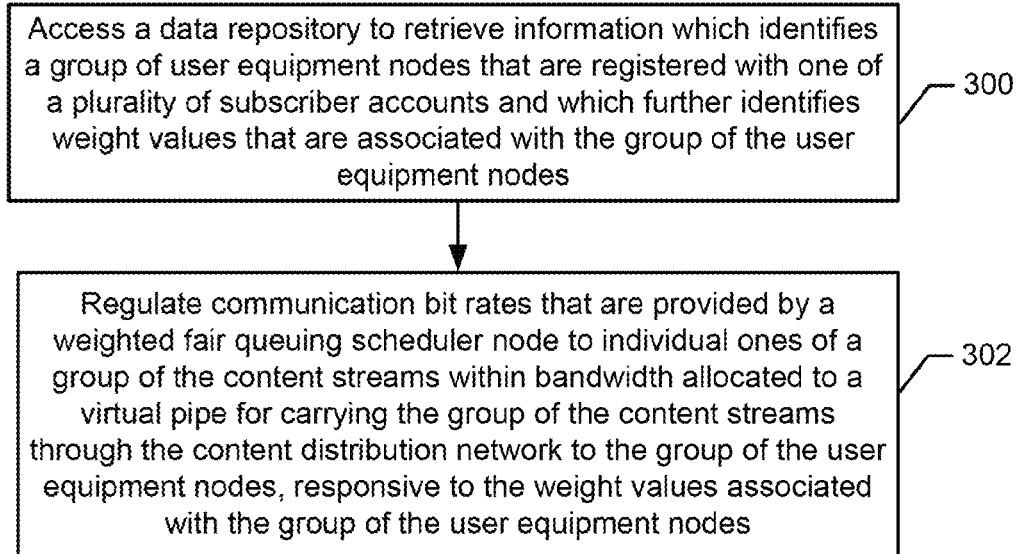 Access a data repository to retrieve information which identifies
a group of user equipment nodes that are registered with one of
a plurality of subscriber accounts and which further identifies
weight values that are associated with the group of the user
equipment nodes
300
Regulate communication bit rates that are provided by a
weighted fair queuing scheduler node to individual ones of a
group of the content streams within bandwidth allocated to a
virtual pipe for carrying the group of the content streams
through the content distribution network to the group of the user
equipment nodes, responsive to the weight values associated
with the group of the user equipment nodes
302